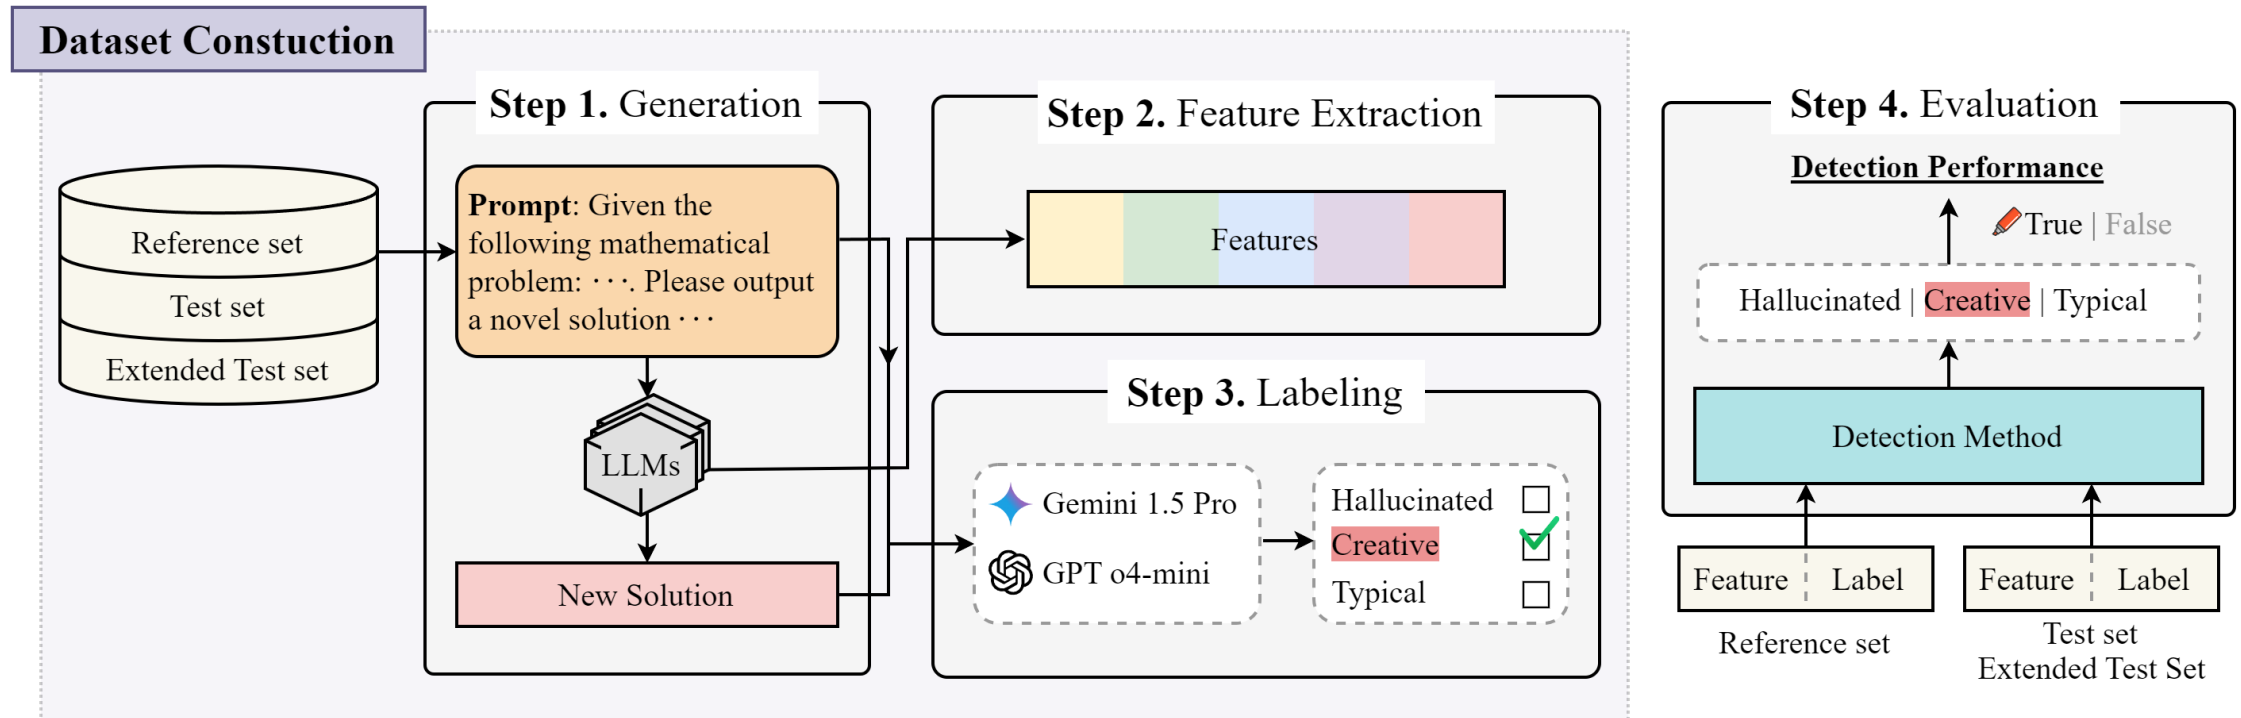 Dataset Constuction
Reference set
Test set
Extended Test set
Step 1. Generation
Prompt: Given the
following mathematical
problem: ···. Please output
a novel solution ···
LLMs
New Solution
Step 2. Feature Extraction
Features
Step 3. Labeling
Gemini 1.5 Pro
GPT o4-mini
Hallucinated
Creative
Typical
Step 4. Evaluation
Detection Performance
True | False
Hallucinated | Creative | Typical
Detection Method
Feature Label
Reference set
Feature Label
Test set
Extended Test Set